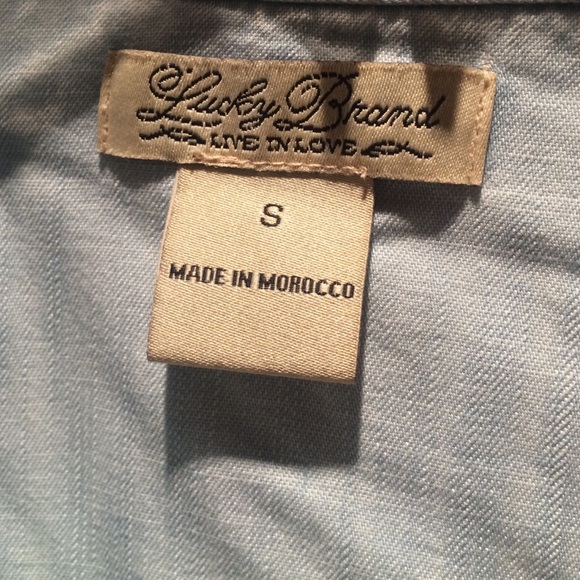 Lucky Brand
LIVE IN LOVE
S
MADE IN MOROCCO